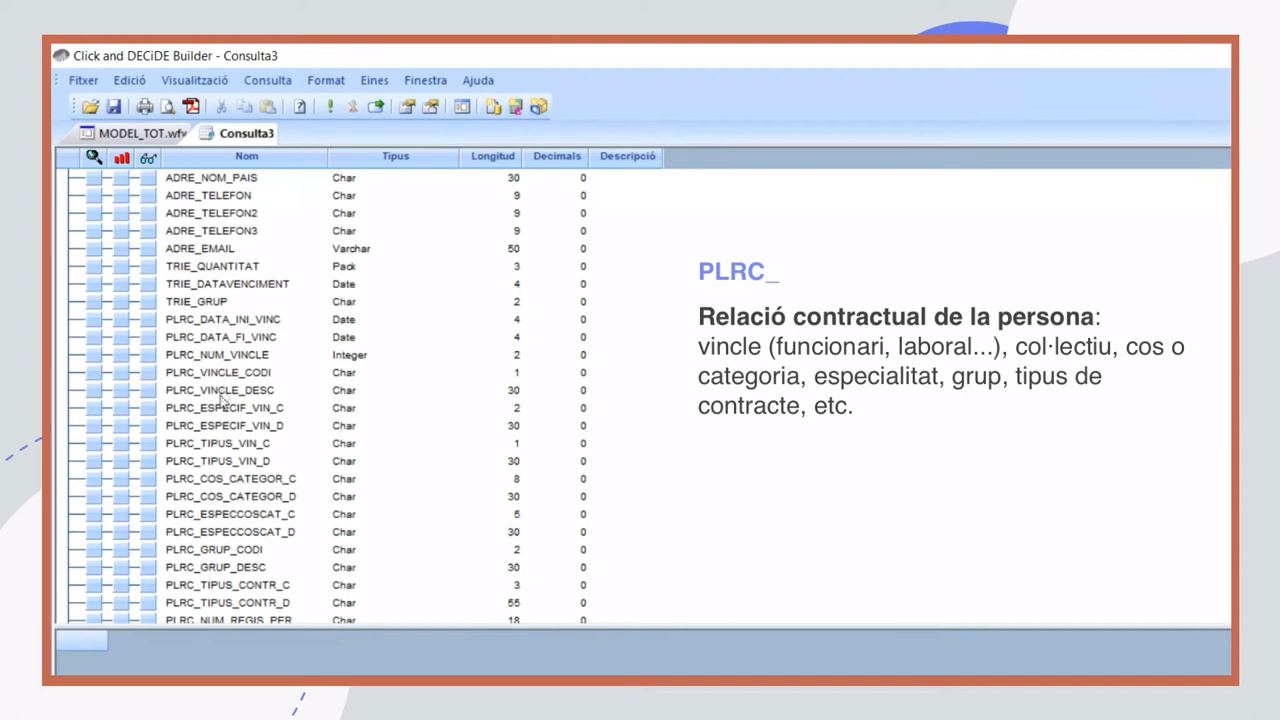 Click and DECiDE Builder - Consulta3
Fitxer Edició Visualització Consulta Format Eines Finestra Ajuda
MODEL_TOT.wfv Consulta3
Nom Tipus Longitud Decimals Descripció
ADRE_NOM_PAIS Char 30 0
ADRE_TELEFON Char 9 0
ADRE_TELEFON2 Char 9 0
ADRE_TELEFON3 Char 9 0
ADRE_EMAIL Varchar 50 0
TRIE_QUANTITAT Pack 3 0
TRIE_DATAVENCIMENT Date 4 0
TRIE_GRUP Char 2 0
PLRC_DATA_INI_VINC Date 4 0
PLRC_DATA_FI_VINC Date 4 0
PLRC_NUM_VINCLE Integer 2 0
PLRC_VINCLE_CODI Char 1 0
PLRC_VINCLE_DESC Char 30 0
PLRC_ESPECIF_VIN_C Char 2 0
PLRC_ESPECIF_VIN_D Char 30 0
PLRC_TIPUS_VIN_C Char 1 0
PLRC_TIPUS_VIN_D Char 30 0
PLRC_COS_CATEGOR_C Char 8 0
PLRC_COS_CATEGOR_D Char 30 0
PLRC_ESPECCOSCAT_C Char 5 0
PLRC_ESPECCOSCAT_D Char 30 0
PLRC_GRUP_CODI Char 2 0
PLRC_GRUP_DESC Char 30 0
PLRC_TIPUS_CONTR_C Char 3 0
PLRC_TIPUS_CONTR_D Char 55 0
PLRC_NUM_REGIS_PER Char 18 0
PLRC_
Relació contractual de la persona:
vincle (funcionari, laboral...), col·lectiu, cos o
categoria, especialitat, grup, tipus de
contracte, etc.